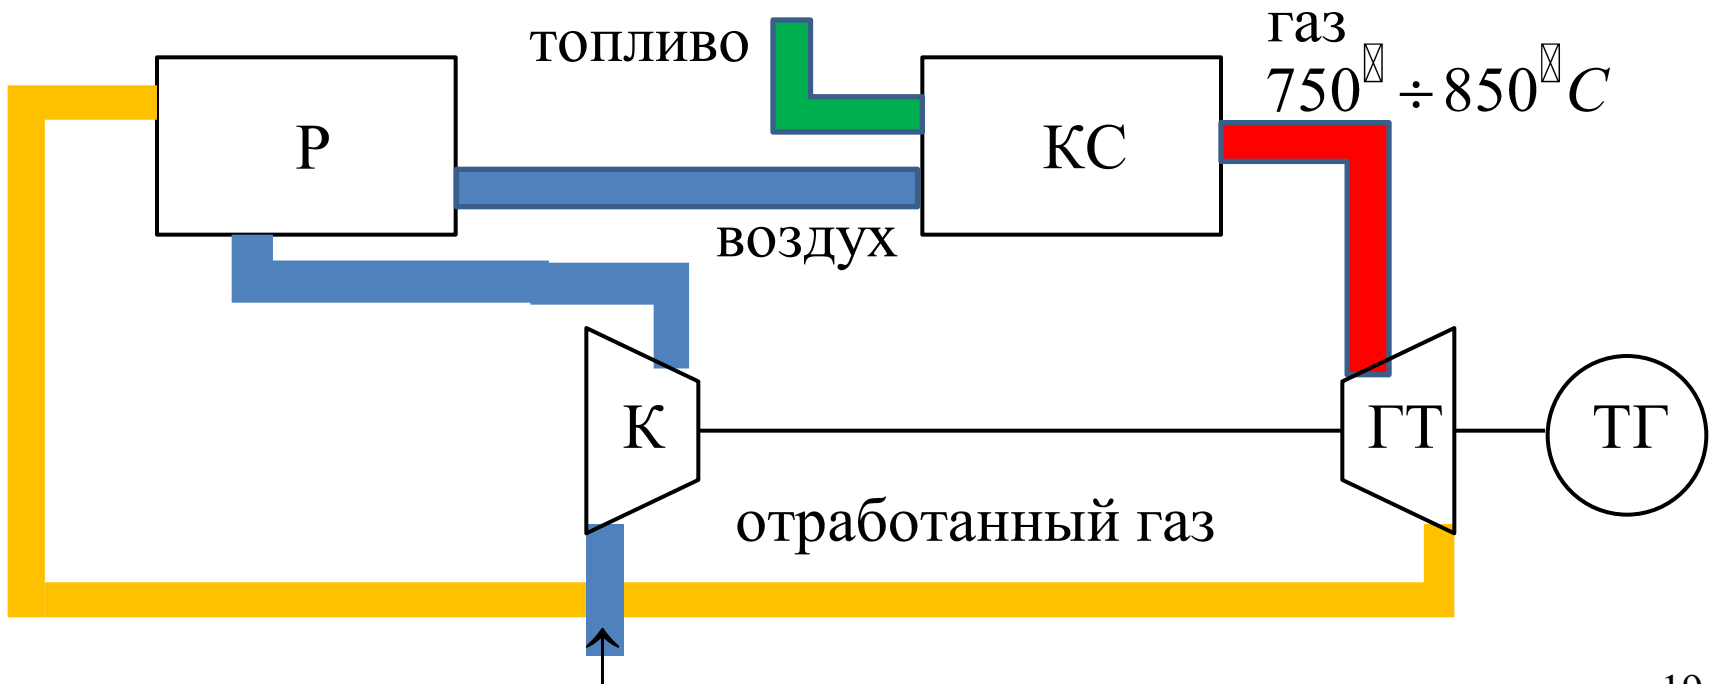 топливо
газ
750 ÷ 850 C
Р
КС
воздух
К
ГТ
ТГ
отработанный газ